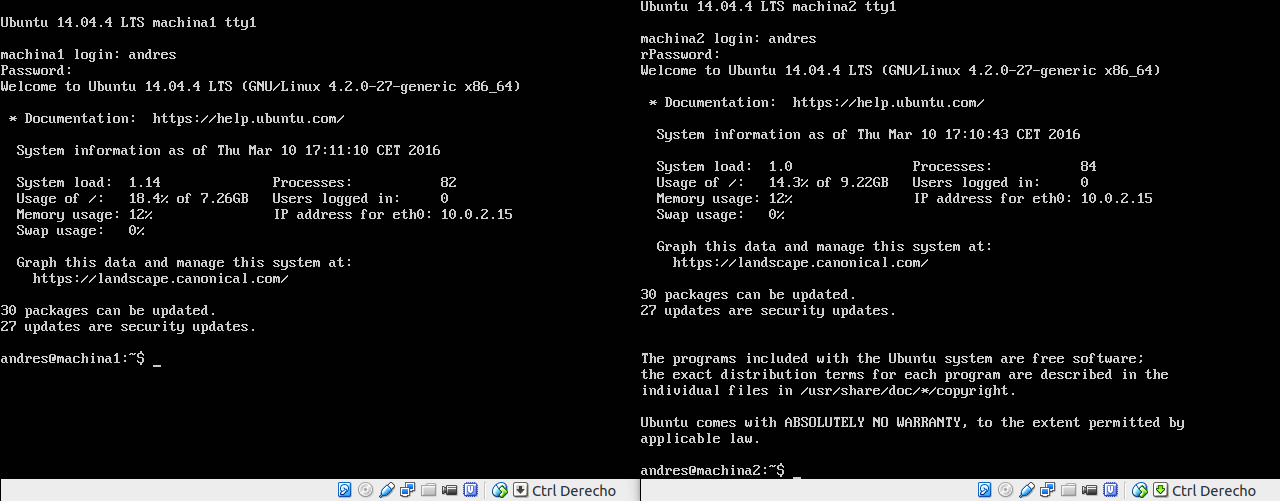 Ubuntu 14.04.4 LTS machina1 tty1
machina1 login: andres
Password:
Welcome to Ubuntu 14.04.4 LTS (GNU/Linux 4.2.0-27-generic x86_64)
* Documentation:  https://help.ubuntu.com/
System information as of Thu Mar 10 17:11:10 CET 2016
System load:  1.14              Processes:           82
Usage of /:   18.4% of 7.26GB   Users logged in:     0
Memory usage: 12%               IP address for eth0: 10.0.2.15
Swap usage:   0%
Graph this data and manage this system at:
https://landscape.canonical.com/
30 packages can be updated.
27 updates are security updates.
andres@machina1:~$ _
Ctrl Derecho
Ubuntu 14.04.4 LTS machina2 tty1
machina2 login: andres
rPassword:
Welcome to Ubuntu 14.04.4 LTS (GNU/Linux 4.2.0-27-generic x86_64)
* Documentation:  https://help.ubuntu.com/
System information as of Thu Mar 10 17:10:43 CET 2016
System load:  1.0               Processes:           84
Usage of /:   14.3% of 9.22GB   Users logged in:     0
Memory usage: 12%               IP address for eth0: 10.0.2.15
Swap usage:   0%
Graph this data and manage this system at:
https://landscape.canonical.com/
30 packages can be updated.
27 updates are security updates.
The programs included with the Ubuntu system are free software;
the exact distribution terms for each program are described in the
individual files in /usr/share/doc/*/copyright.
Ubuntu comes with ABSOLUTELY NO WARRANTY, to the extent permitted by
applicable law.
andres@machina2:~$ _
Ctrl Derecho